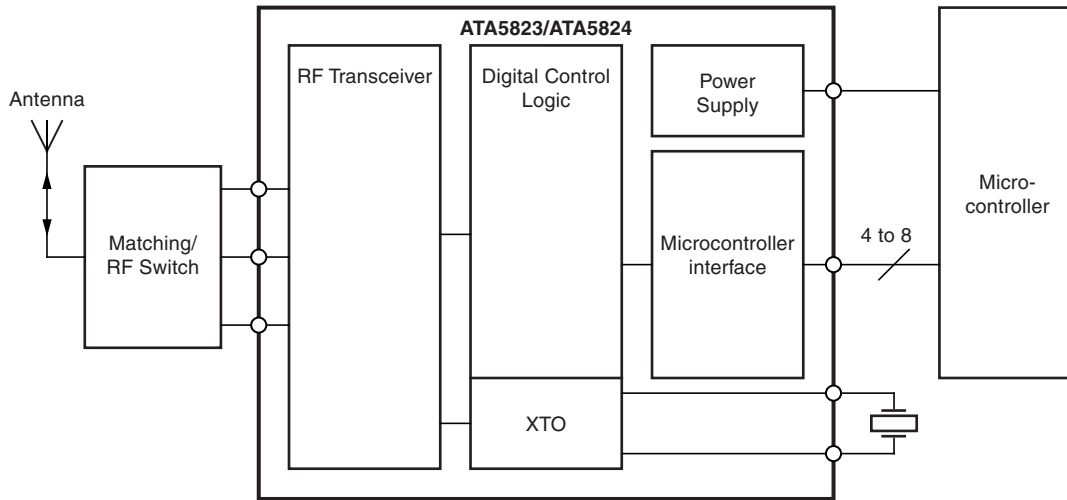 ATA5823/ATA5824
RF Transceiver
Digital Control
Logic
Power
Supply
Antenna
Micro-
controller
Matching/
RF Switch
Microcontroller
interface
4 to 8
XTO